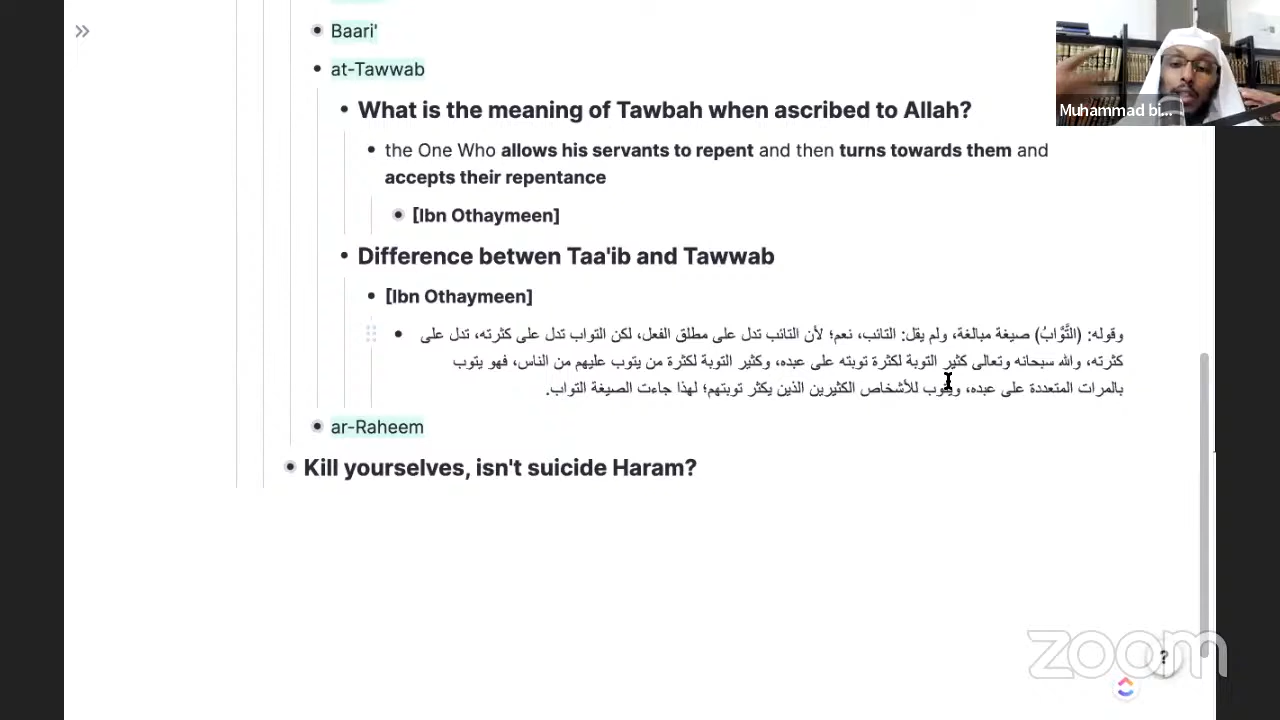 Baari'
at-Tawwab
What is the meaning of Tawbah when ascribed to Allah?
the One Who allows his servants to repent and then turns towards them and
accepts their repentance
[Ibn Othaymeen]
Difference betwen Taa'ib and Tawwab
[Ibn Othaymeen]
وقوله: (التَّوَّابُ) صيغة مبالغة، ولم يقل: التائب، نعم؛ لأن التائب تدل على مطلق الفعل، لكن التواب تدل على كثرته، تدل على
كثرته، والله سبحانه وتعالى كثير التوبة لكثرة توبته على عبده، وكثير التوبة لكثرة من يتوب عليهم من الناس، فهو يتوب
بالمرات المتعددة على عبده، ويتوب للأشخاص الكثيرين الذين يكثر توبتهم؛ لهذا جاءت الصيغة التواب.
ar-Raheem
Kill yourselves, isn't suicide Haram?
Muhammad bi...
zoom
?